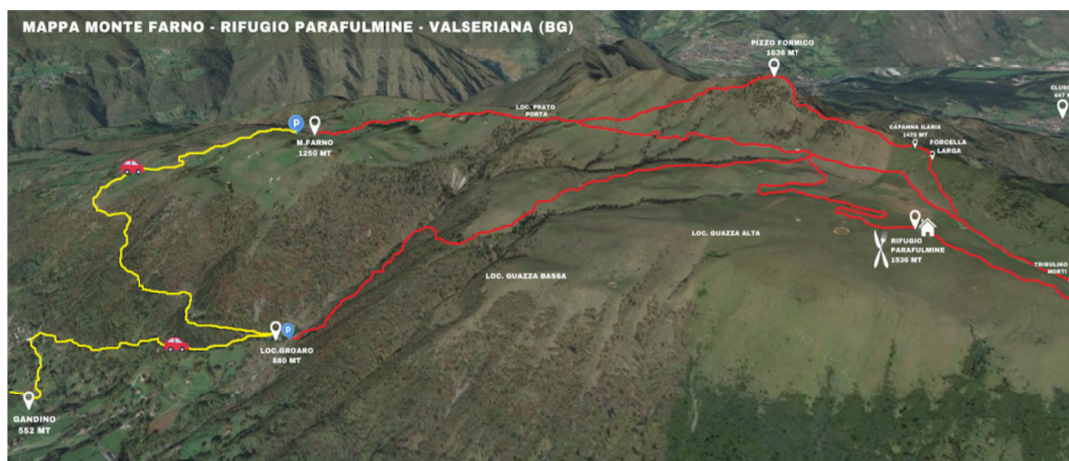 MAPPA MONTE FARNO - RIFUGIO PARAFULMINE - VALSERIANA (BG)
PIZZO FORMICO
1636 MT
LOC. PRATO
PORTA
P
M.FARNO
1250 MT
CAPANNA ILARIA
1470 MT
FORCELLA
LARGA
LOC. GUAZZA ALTA
RIFUGIO
PARAFULMINE
1536 MT
LOC. GUAZZA BASSA
TRIBULINO
MORTI
P
LOC.GROARO
880 MT
GANDINO
552 MT